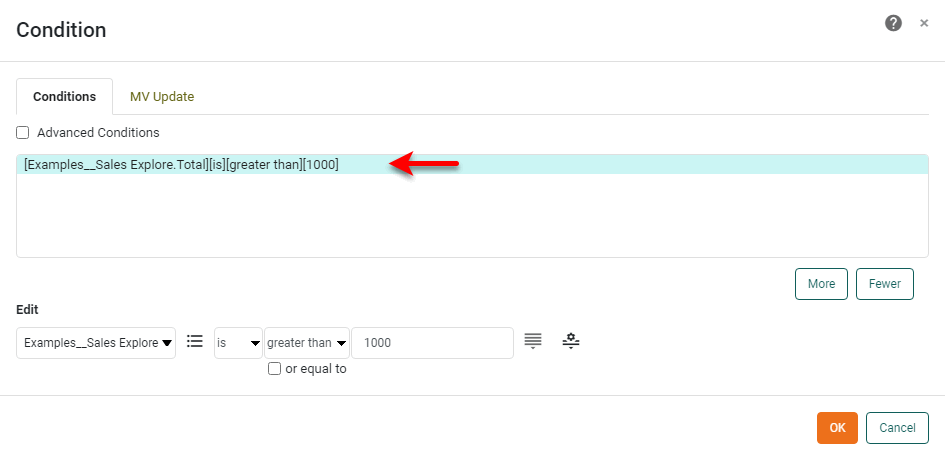 Condition
? ×
Conditions MV Update
Advanced Conditions
[Examples__Sales Explore.Total][is][greater than][1000]
More Fewer
Edit
Examples__Sales Explore is greater than 1000
or equal to
OK Cancel